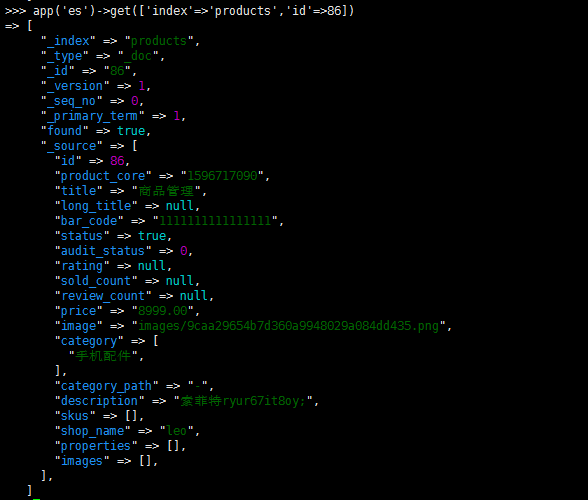 >>> app('es')->get(['index'=>'products','id'=>86])
=> [
"_index" => "products",
"_type" => "_doc",
"_id" => "86",
"_version" => 1,
"_seq_no" => 0,
"_primary_term" => 1,
"found" => true,
"_source" => [
"id" => 86,
"product_core" => "1596717090",
"title" => "商品管理",
"long_title" => null,
"bar_code" => "1111111111111111",
"status" => true,
"audit_status" => 0,
"rating" => null,
"sold_count" => null,
"review_count" => null,
"price" => "8999.00",
"image" => "images/9caa29654b7d360a9948029a084dd435.png",
"category" => [
"手机配件",
],
"category_path" => "-",
"description" => "索菲特ryur67it8oy;",
"skus" => [],
"shop_name" => "leo",
"properties" => [],
"images" => [],
],
]